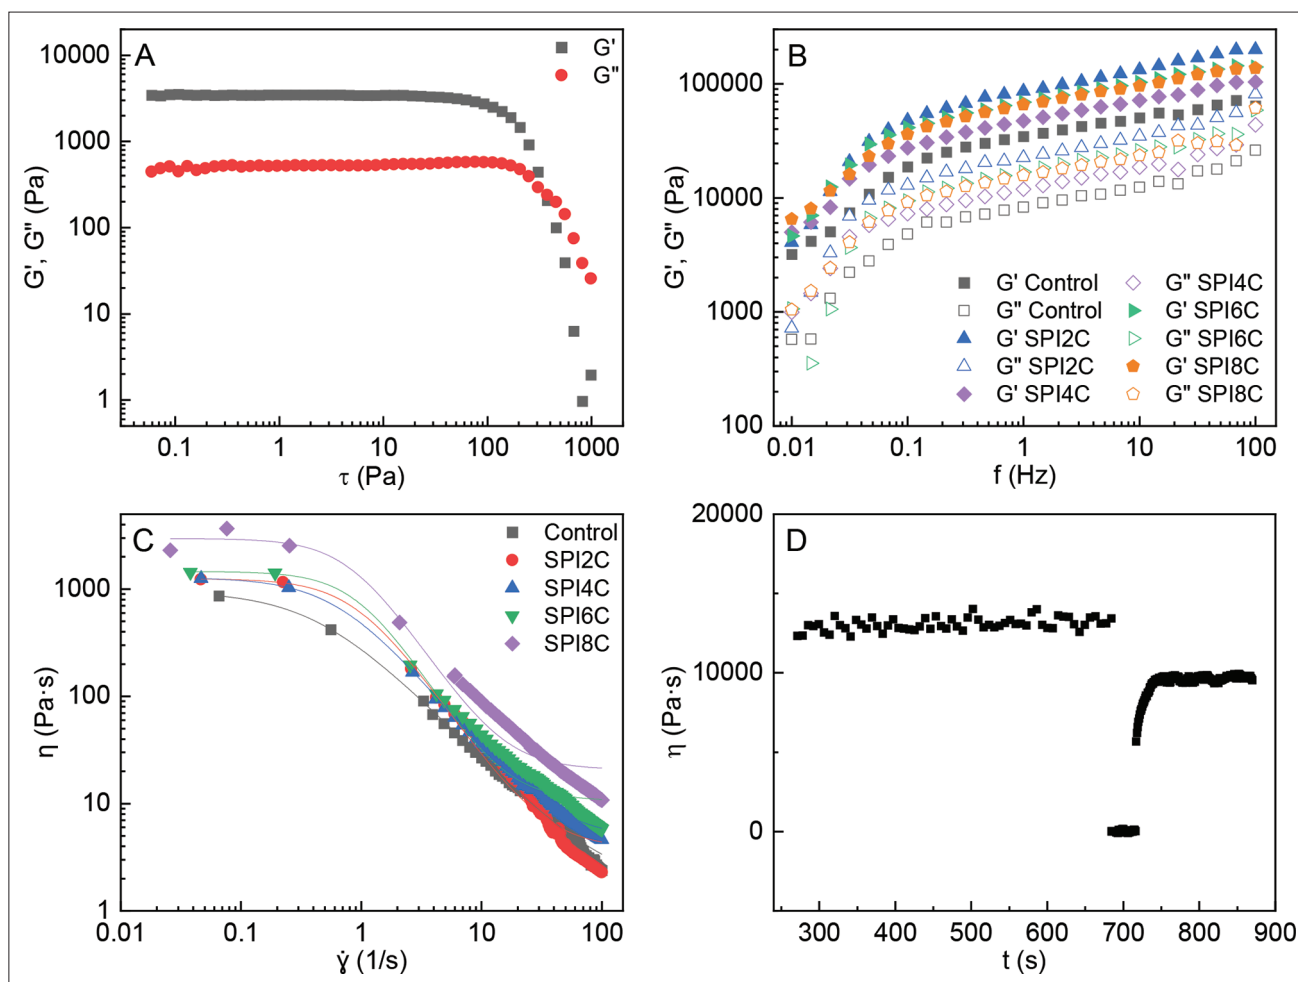 A
G'
G"
10000
1000
100
10
1
G', G" (Pa)
0.1
1
10
100
1000
τ (Pa)
B
100000
10000
1000
100
G', G" (Pa)
G' Control
G" Control
G' SPI2C
G" SPI2C
G' SPI4C
G" SPI4C
G' SPI6C
G" SPI6C
G' SPI8C
G" SPI8C
0.01
0.1
1
10
100
f (Hz)
C
Control
SPI2C
SPI4C
SPI6C
SPI8C
1000
100
10
1
η (Pa·s)
0.01
0.1
1
10
100
γ̇ (1/s)
D
20000
10000
0
η (Pa·s)
300
400
500
600
700
800
900
t (s)